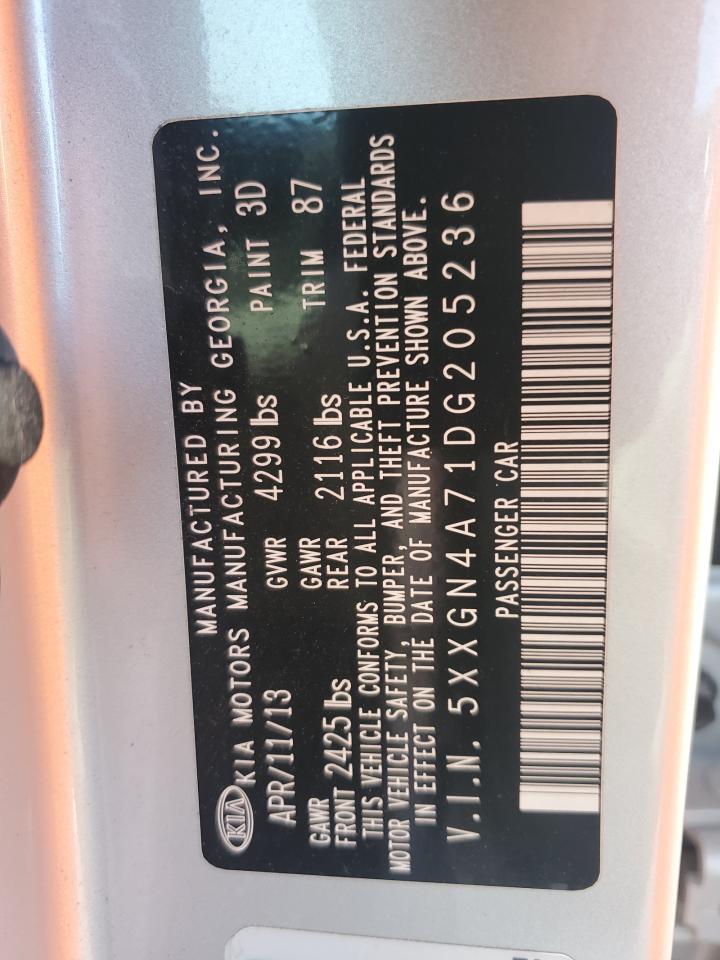 MANUFACTURED BY
KIA KIA MOTORS MANUFACTURING GEORGIA, INC.
APR/11/13 GVWR 4299 lbs PAINT 3D
GAWR FRONT 2425 lbs GAWR REAR 2116 lbs TRIM 87
THIS VEHICLE CONFORMS TO ALL APPLICABLE U.S.A. FEDERAL
MOTOR VEHICLE SAFETY, BUMPER, AND THEFT PREVENTION STANDARDS
IN EFFECT ON THE DATE OF MANUFACTURE SHOWN ABOVE.
V.I.N. 5XXGN4A71DG205236
PASSENGER CAR